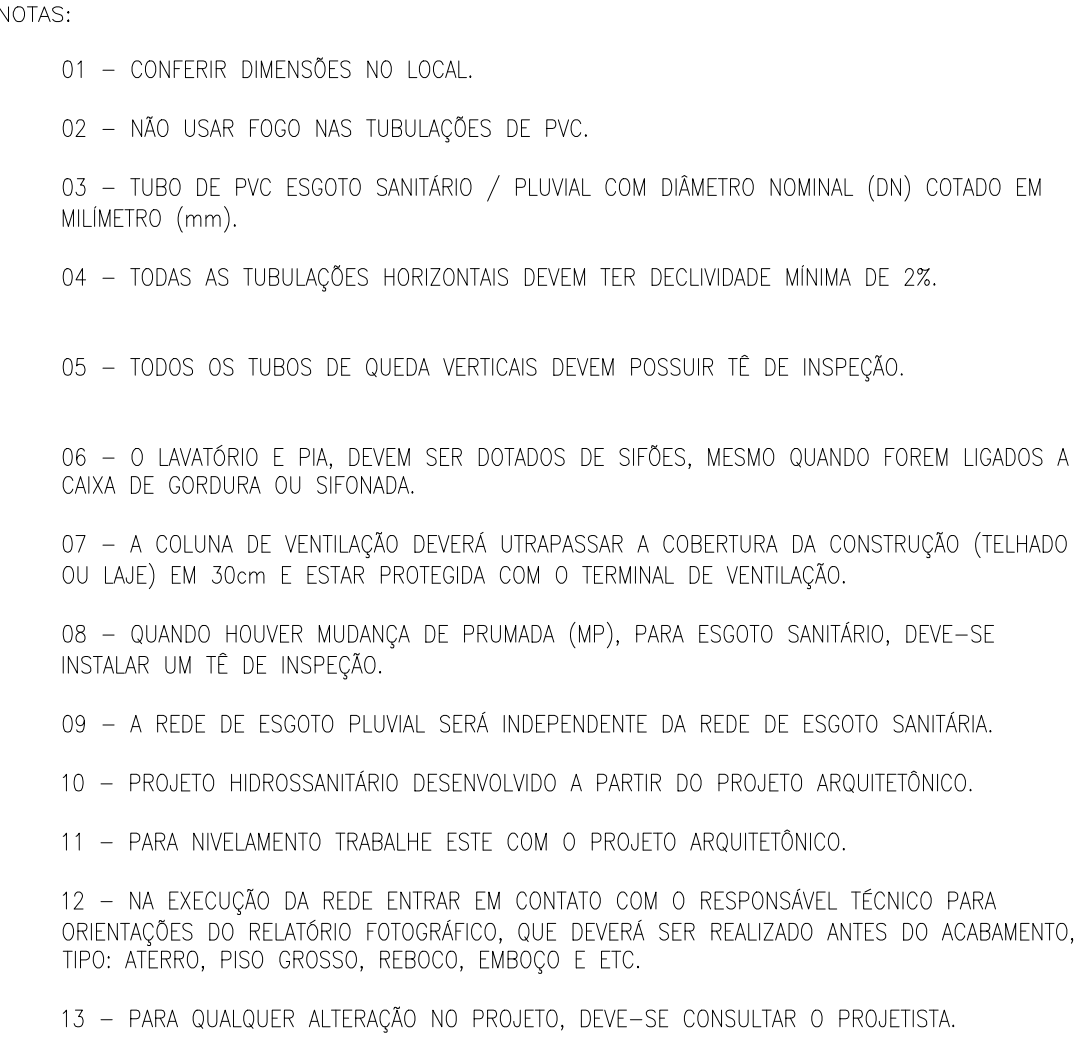 NOTAS:
01 – CONFERIR DIMENSÕES NO LOCAL.
02 – NÃO USAR FOGO NAS TUBULAÇÕES DE PVC.
03 – TUBO DE PVC ESGOTO SANITÁRIO / PLUVIAL COM DIÂMETRO NOMINAL (DN) COTADO EM
MILÍMETRO (mm).
04 – TODAS AS TUBULAÇÕES HORIZONTAIS DEVEM TER DECLIVIDADE MÍNIMA DE 2%.
05 – TODOS OS TUBOS DE QUEDA VERTICAIS DEVEM POSSUIR TÊ DE INSPEÇÃO.
06 – O LAVATÓRIO E PIA, DEVEM SER DOTADOS DE SIFÕES, MESMO QUANDO FOREM LIGADOS A
CAIXA DE GORDURA OU SIFONADA.
07 – A COLUNA DE VENTILAÇÃO DEVERÁ UTRAPASSAR A COBERTURA DA CONSTRUÇÃO (TELHADO
OU LAJE) EM 30cm E ESTAR PROTEGIDA COM O TERMINAL DE VENTILAÇÃO.
08 – QUANDO HOUVER MUDANÇA DE PRUMADA (MP), PARA ESGOTO SANITÁRIO, DEVE–SE
INSTALAR UM TÊ DE INSPEÇÃO.
09 – A REDE DE ESGOTO PLUVIAL SERÁ INDEPENDENTE DA REDE DE ESGOTO SANITÁRIA.
10 – PROJETO HIDROSSANITÁRIO DESENVOLVIDO A PARTIR DO PROJETO ARQUITETÔNICO.
11 – PARA NIVELAMENTO TRABALHE ESTE COM O PROJETO ARQUITETÔNICO.
12 – NA EXECUÇÃO DA REDE ENTRAR EM CONTATO COM O RESPONSÁVEL TÉCNICO PARA
ORIENTAÇÕES DO RELATÓRIO FOTOGRÁFICO, QUE DEVERÁ SER REALIZADO ANTES DO ACABAMENTO,
TIPO: ATERRO, PISO GROSSO, REBOCO, EMBOÇO E ETC.
13 – PARA QUALQUER ALTERAÇÃO NO PROJETO, DEVE–SE CONSULTAR O PROJETISTA.